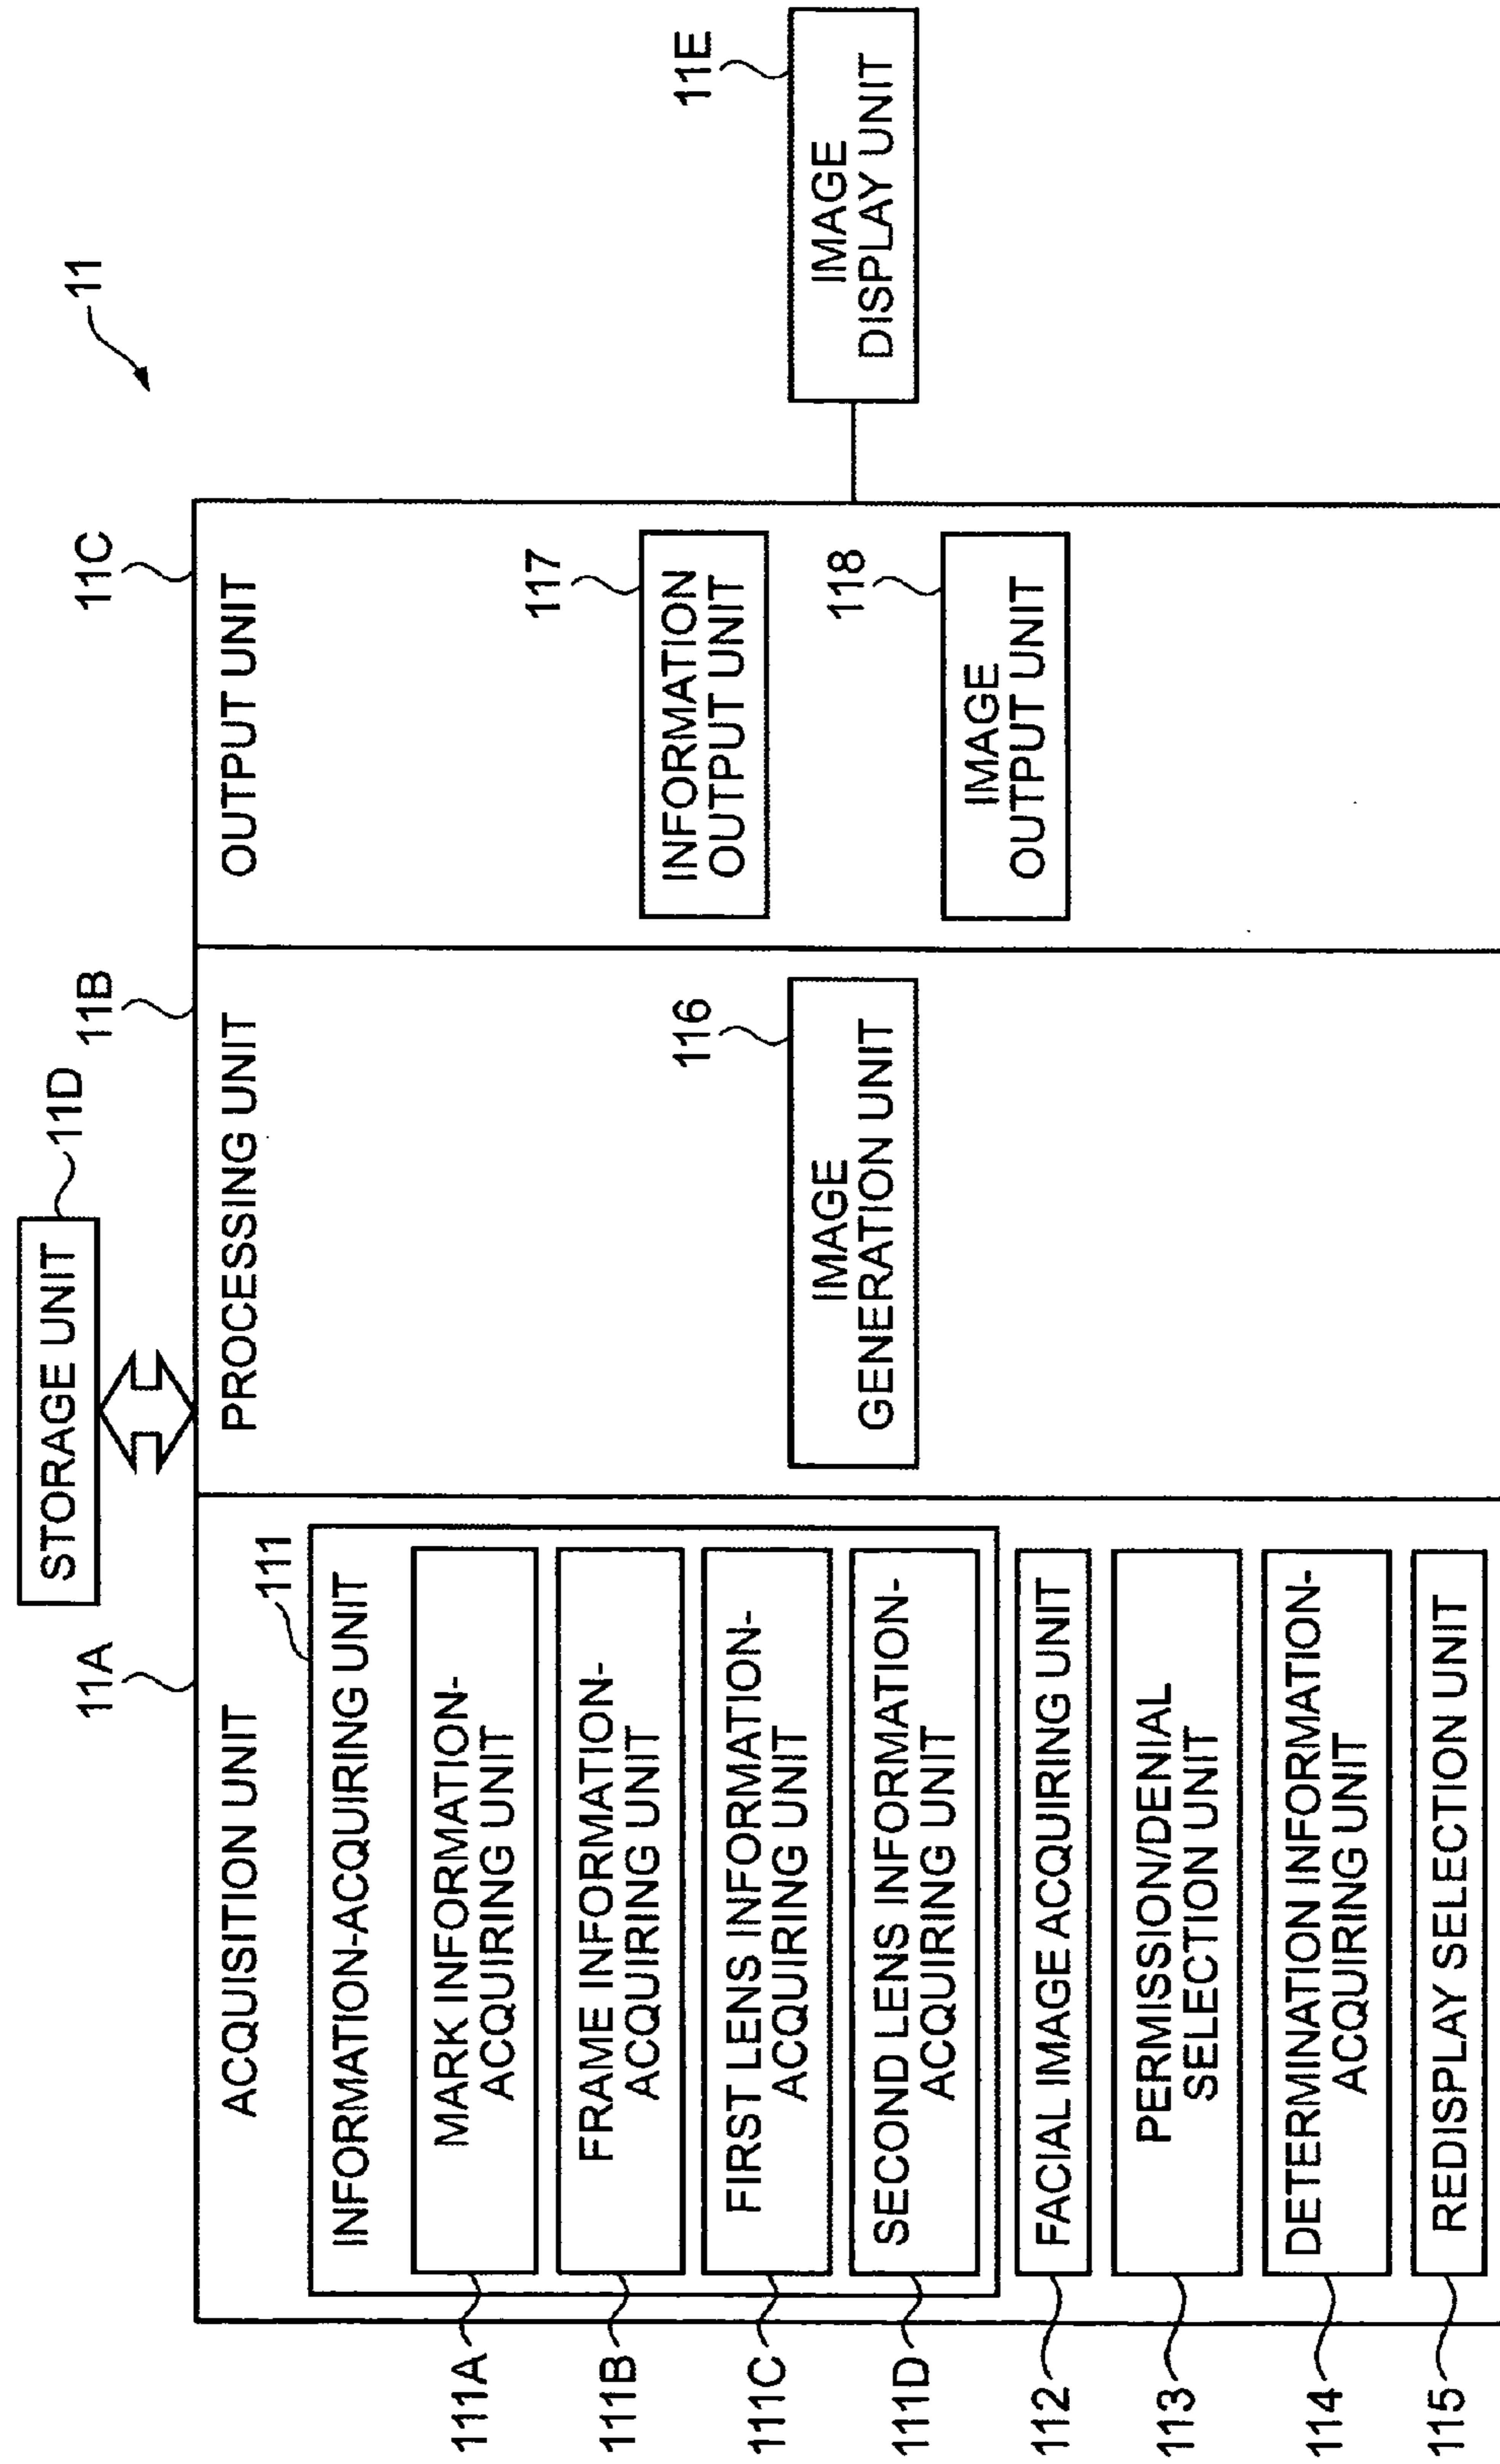 11
STORAGE UNIT
11D
11A
11B
11C
ACQUISITION UNIT
111
INFORMATION-ACQUIRING UNIT
111A
MARK INFORMATION-
ACQUIRING UNIT
111B
FRAME INFORMATION-
ACQUIRING UNIT
111C
FIRST LENS INFORMATION-
ACQUIRING UNIT
111D
SECOND LENS INFORMATION-
ACQUIRING UNIT
112
FACIAL IMAGE ACQUIRING UNIT
113
PERMISSION/DENIAL
SELECTION UNIT
114
DETERMINATION INFORMATION-
ACQUIRING UNIT
115
REDISPLAY SELECTION UNIT
PROCESSING UNIT
116
IMAGE
GENERATION UNIT
OUTPUT UNIT
117
INFORMATION
OUTPUT UNIT
118
IMAGE
OUTPUT UNIT
11E
IMAGE
DISPLAY UNIT